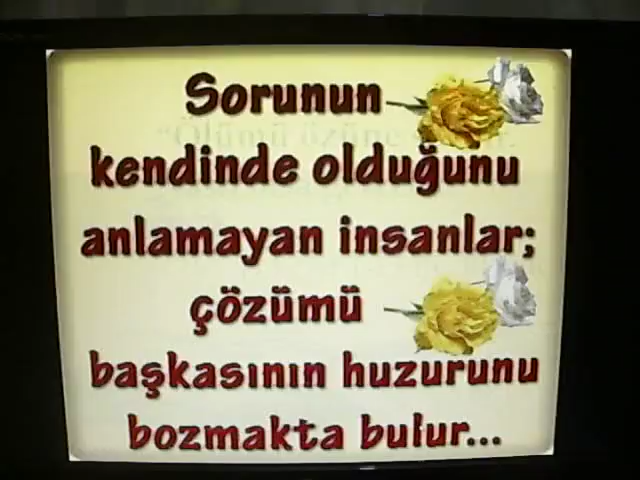 Sorunun
kendinde olduğunu
anlamayan insanlar;
çözümü
başkasının huzurunu
bozmakta bulur...